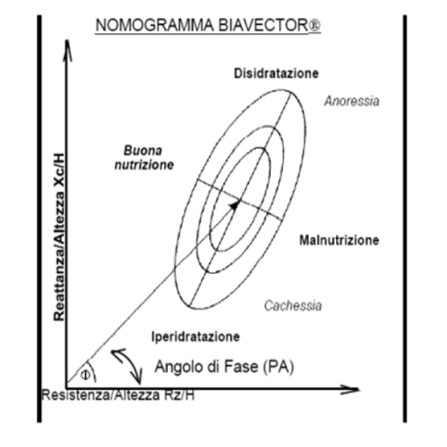 NOMOGRAMMA BIAVECTOR®
Disidratazione
Anoressia
Buona
nutrizione
Reattanza/Altezza Xc/H
Malnutrizione
Cachessia
Iperidratazione
Angolo di Fase (PA)
Φ
Resistenza/Altezza Rz/H